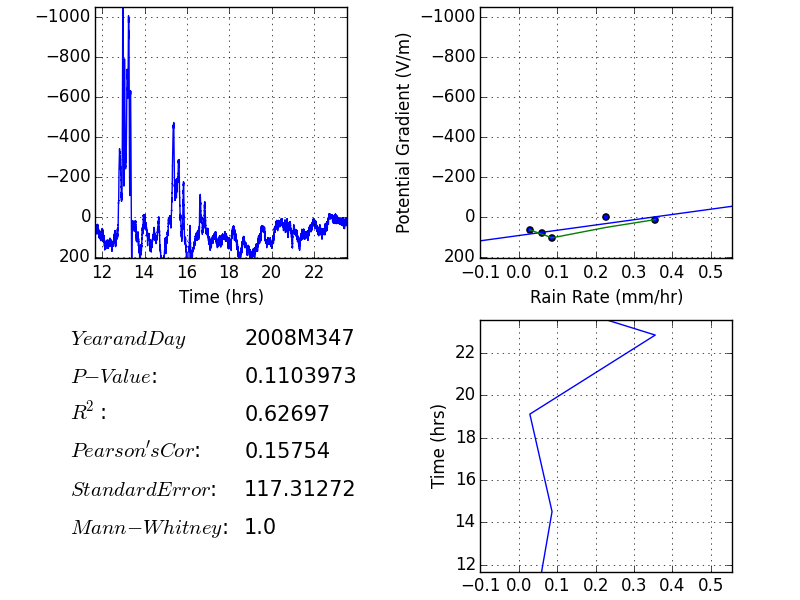 −1000
−800
−600
−400
−200
0
200
12 14 16 18 20 22
Time (hrs)
Potential Gradient (V/m)
−1000
−800
−600
−400
−200
0
200
−0.1 0.0 0.1 0.2 0.3 0.4 0.5
Rain Rate (mm/hr)
YearandDay 2008M347
P−Value: 0.1103973
R²: 0.62697
Pearson′sCor: 0.15754
StandardError: 117.31272
Mann−Whitney: 1.0
Time (hrs)
22
20
18
16
14
12
−0.1 0.0 0.1 0.2 0.3 0.4 0.5